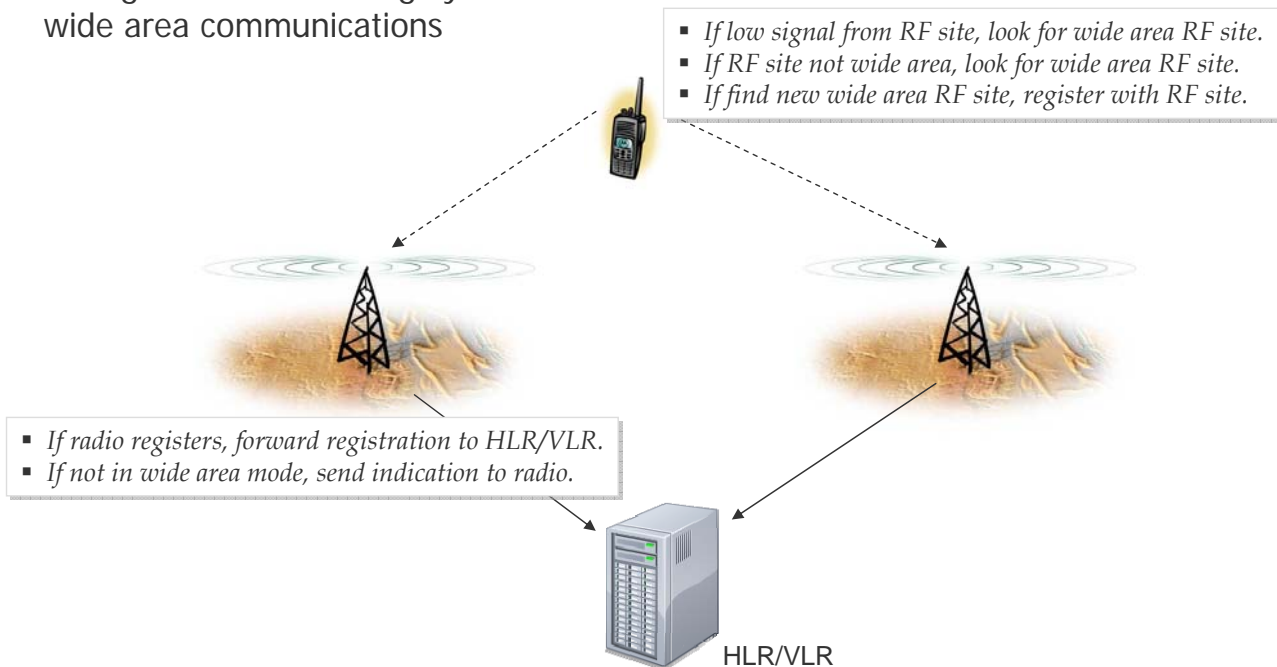 wide area communications
▪ If low signal from RF site, look for wide area RF site.
▪ If RF site not wide area, look for wide area RF site.
▪ If find new wide area RF site, register with RF site.
▪ If radio registers, forward registration to HLR/VLR.
▪ If not in wide area mode, send indication to radio.
HLR/VLR